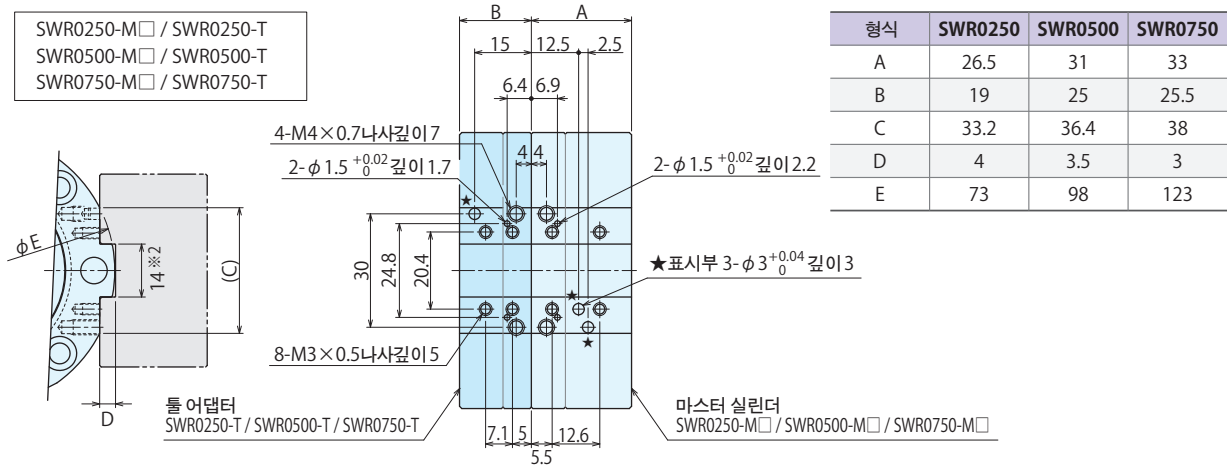 SWR0250-M□ / SWR0250-T
SWR0500-M□ / SWR0500-T
SWR0750-M□ / SWR0750-T
B A
15 12.5 2.5
6.4 6.9
4-M4×0.7나사깊이7
4 4
2-φ1.5 +0.02 0 깊이1.7
2-φ1.5 +0.02 0 깊이2.2
★
φE
14※2
(C)
30
24.8
20.4
★표시부 3-φ3 +0.04 0 깊이3
★
★
8-M3×0.5나사깊이5
D
툴 어댑터
SWR0250-T / SWR0500-T / SWR0750-T
마스터 실린더
SWR0250-M□ / SWR0500-M□ / SWR0750-M□
7.1 5 12.6
5.5
형식 SWR0250 SWR0500 SWR0750
A 26.5 31 33
B 19 25 25.5
C 33.2 36.4 38
D 4 3.5 3
E 73 98 123